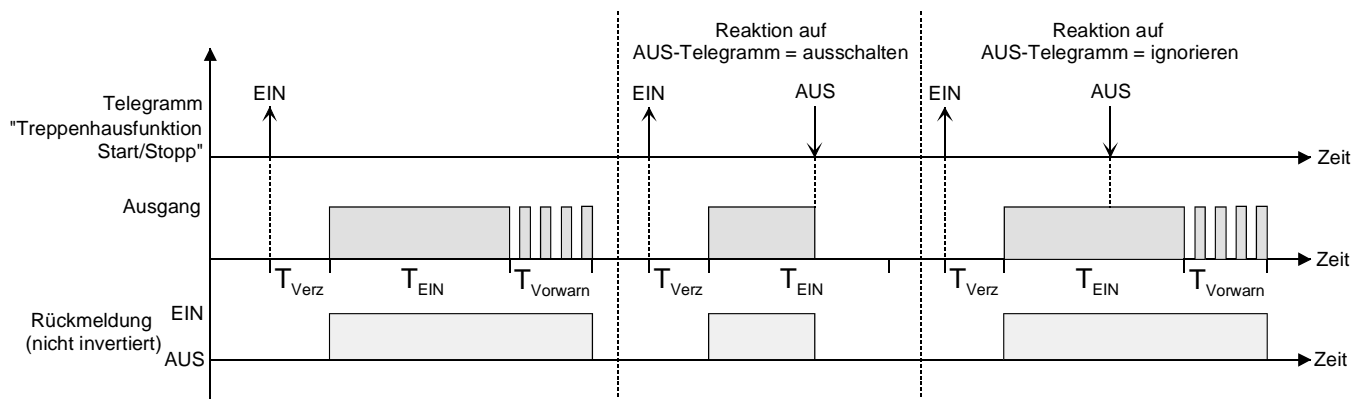 Reaktion auf
AUS-Telegramm = ausschalten
Reaktion auf
AUS-Telegramm = ignorieren
EIN
EIN
AUS
EIN
AUS
Telegramm
"Treppenhausfunktion
Start/Stopp"
Zeit
Ausgang
Zeit
TVerz
TEIN
TVorwarn
TVerz
TEIN
TVerz
TEIN
TVorwarn
EIN
Rückmeldung
(nicht invertiert)
AUS
Zeit